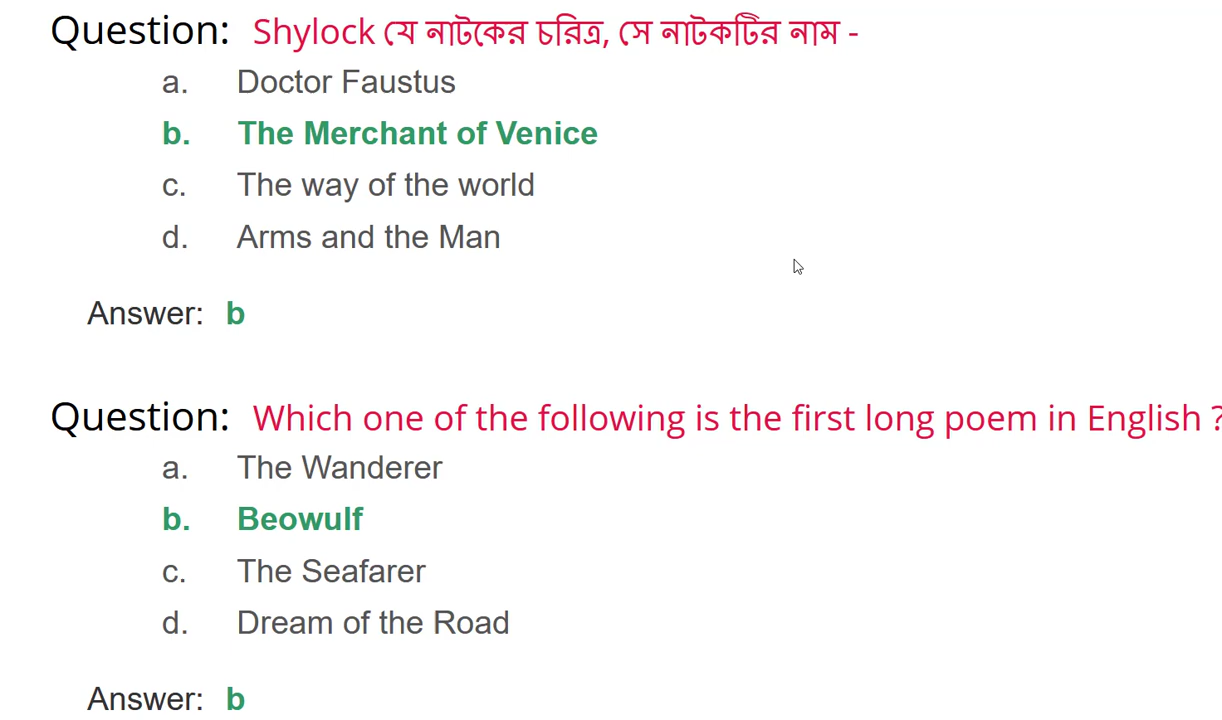 Question: Shylock যে নাটকের চরিত্র, সে নাটকটির নাম -
a. Doctor Faustus
b. The Merchant of Venice
c. The way of the world
d. Arms and the Man
Answer: b
Question: Which one of the following is the first long poem in English ?
a. The Wanderer
b. Beowulf
c. The Seafarer
d. Dream of the Road
Answer: b